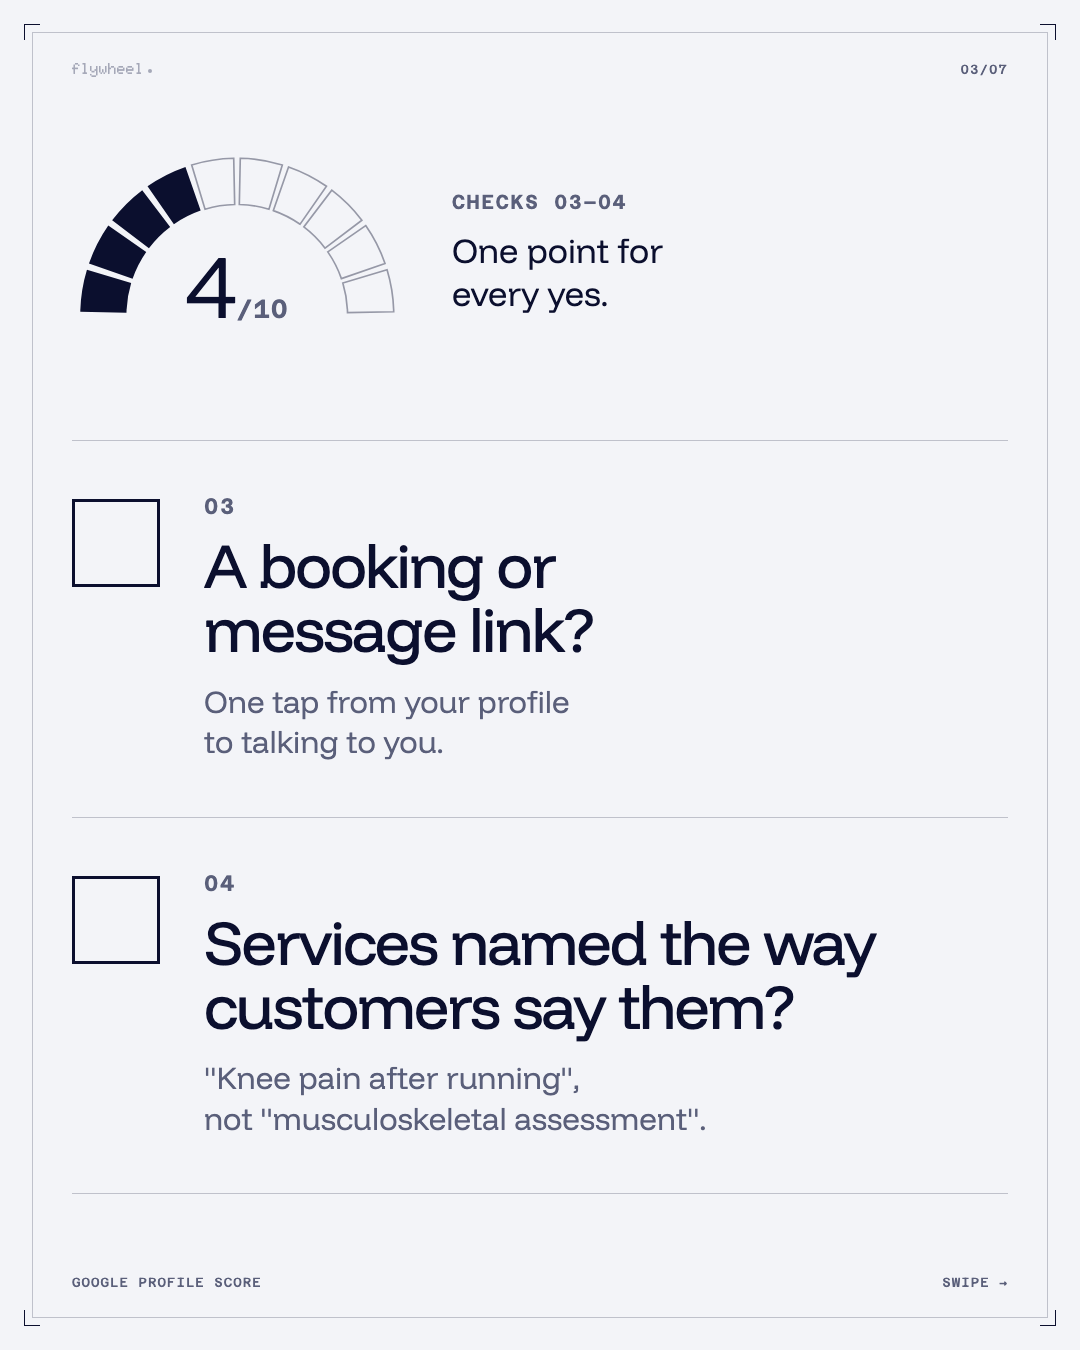 flywheel
03/07
4/10
CHECKS 03–04
One point for
every yes.
03
A booking or
message link?
One tap from your profile
to talking to you.
04
Services named the way
customers say them?
"Knee pain after running",
not "musculoskeletal assessment".
GOOGLE PROFILE SCORE
SWIPE →